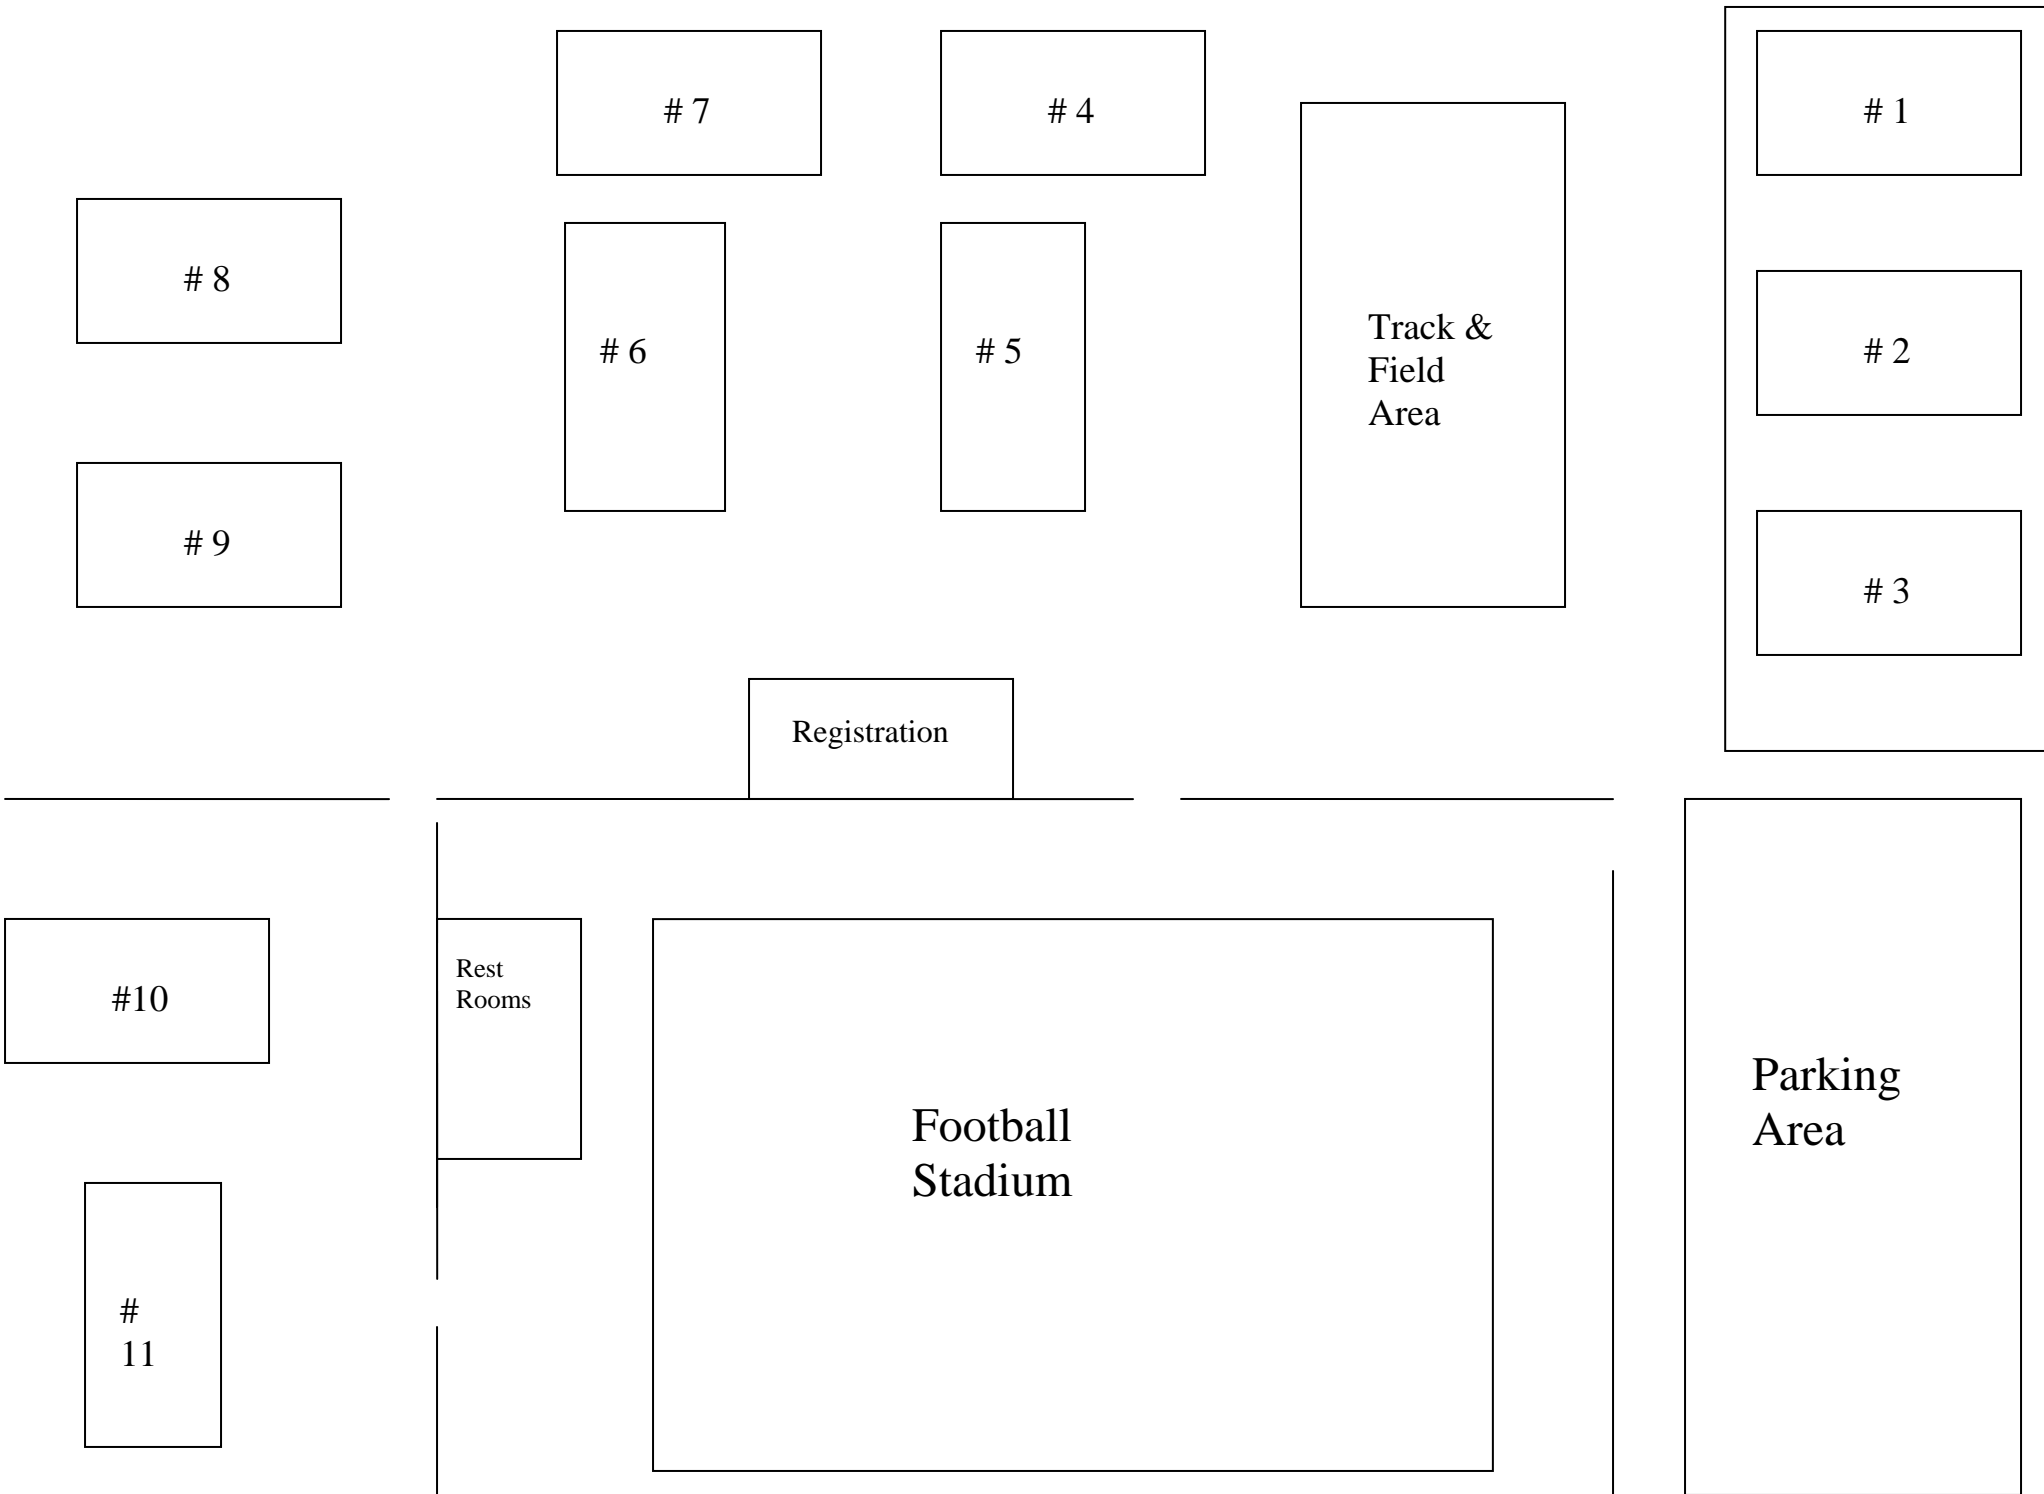 # 7
# 4
# 1
# 8
# 6
# 5
Track &
Field
Area
# 2
# 9
# 3
Registration
#10
Rest
Rooms
Football
Stadium
Parking
Area
#
11